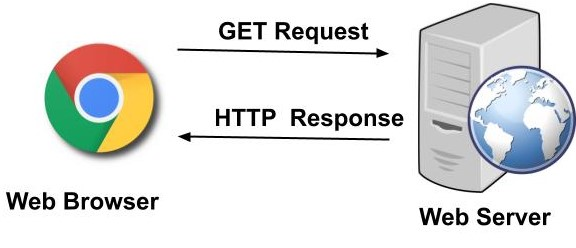 GET Request
HTTP Response
Web Browser
Web Server